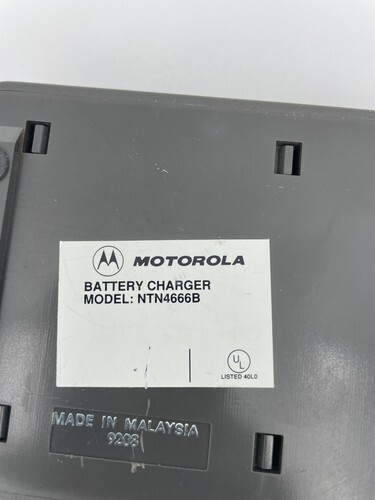 MOTOROLA
BATTERY CHARGER
MODEL: NTN4666B
UL
LISTED 40L0
MADE IN MALAYSIA
9208